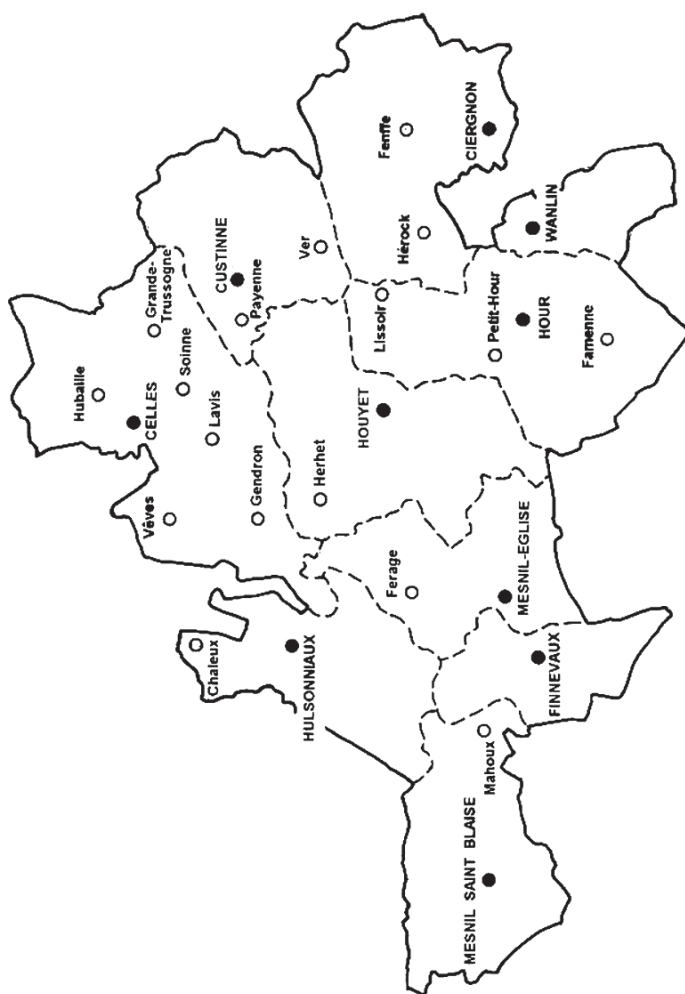 Hubaille
CELLES
Vêves
Grande-
Trussogne
Soinne
Lavis
Gendron
Chaleux
HULSONNIAUX
CUSTINNE
Payenne
Ver
Herhet
HOUYET
Lissoir
Fenffe
CIERGNON
Hérock
WANLIN
Petit-Hour
HOUR
Famenne
Ferage
MESNIL-EGLISE
FINNEVAUX
Mahoux
MESNIL SAINT BLAISE